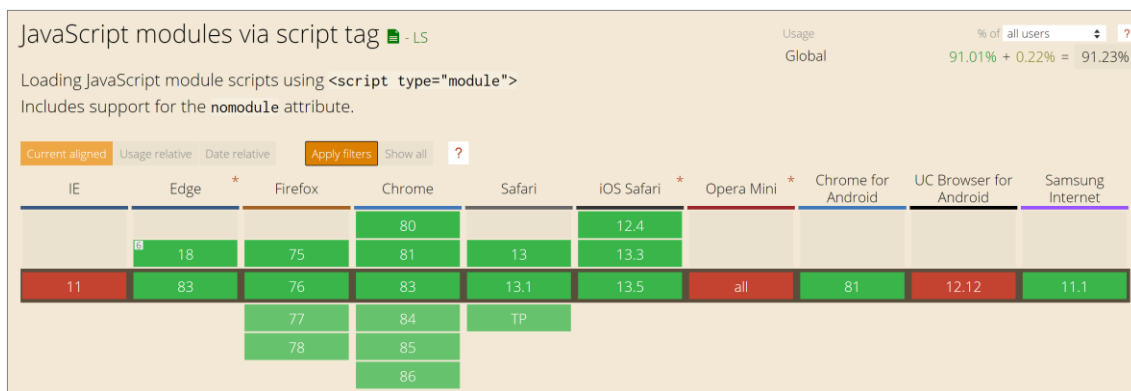 JavaScript modules via script tag - LS
Usage % of all users ?
Global 91.01% + 0.22% = 91.23%
Loading JavaScript module scripts using <script type="module">
Includes support for the nomodule attribute.
Current aligned Usage relative Date relative Apply filters Show all ?
IE Edge * Firefox Chrome Safari iOS Safari * Opera Mini * Chrome for Android UC Browser for Android Samsung Internet
80 12.4
6 18 75 81 13 13.3
11 83 76 83 13.1 13.5 all 81 12.12 11.1
77 84 TP
78 85
86